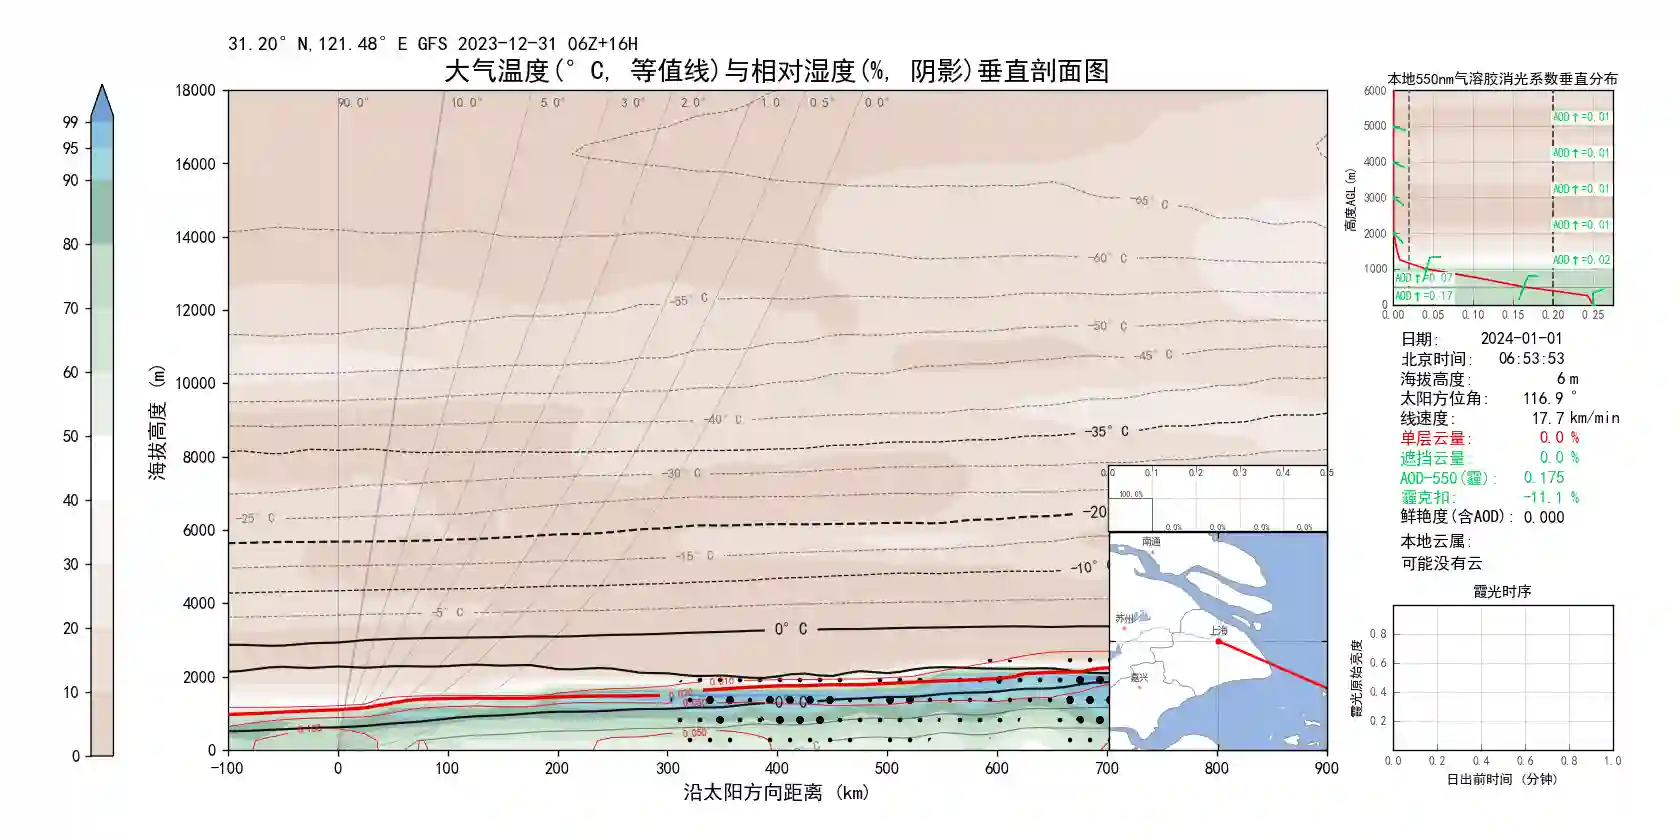 31.20° N,121.48° E GFS 2023-12-31 06Z+16H
大气温度(° C, 等值线)与相对湿度(%, 阴影)垂直剖面图
99
95
90
80
70
60
50
40
30
20
10
0
海拔高度 (m)
18000
16000
14000
12000
10000
8000
6000
4000
2000
0
90.0° 10.0° 5.0° 3.0° 2.0° 1.0 0.5° 0.0°
-65° C
-60° C
-55° C
-50° C
-45° C
-40° C
-35° C
-30° C
-25° C
-20
-15° C
-10°
-5° C
0° C
0° C
0.010
0.020
0.050
0.100
-100 0 100 200 300 400 500 600 700 800 900
沿太阳方向距离 (km)
0.0 0.1 0.2 0.3 0.4 0.5
100.0%
0.0% 0.0% 0.0% 0.0%
南通
苏州
上海
嘉兴
本地550nm气溶胶消光系数垂直分布
高度AGL(m)
6000
5000
4000
3000
2000
1000
0
AOD↑=0.01
AOD↑=0.01
AOD↑=0.01
AOD↑=0.01
AOD↑=0.02
AOD↑=0.07
AOD↑=0.17
0.00 0.05 0.10 0.15 0.20 0.25
日期: 2024-01-01
北京时间: 06:53:53
海拔高度: 6 m
太阳方位角: 116.9 °
线速度: 17.7 km/min
单层云量: 0.0 %
遮挡云量: 0.0 %
AOD-550(霾): 0.175
霾克扣: -11.1 %
鲜艳度(含AOD): 0.000
本地云属:
可能没有云
霞光时序
霞光原始亮度
0.8
0.6
0.4
0.2
0.0 0.2 0.4 0.6 0.8 1.0
日出前时间 (分钟)